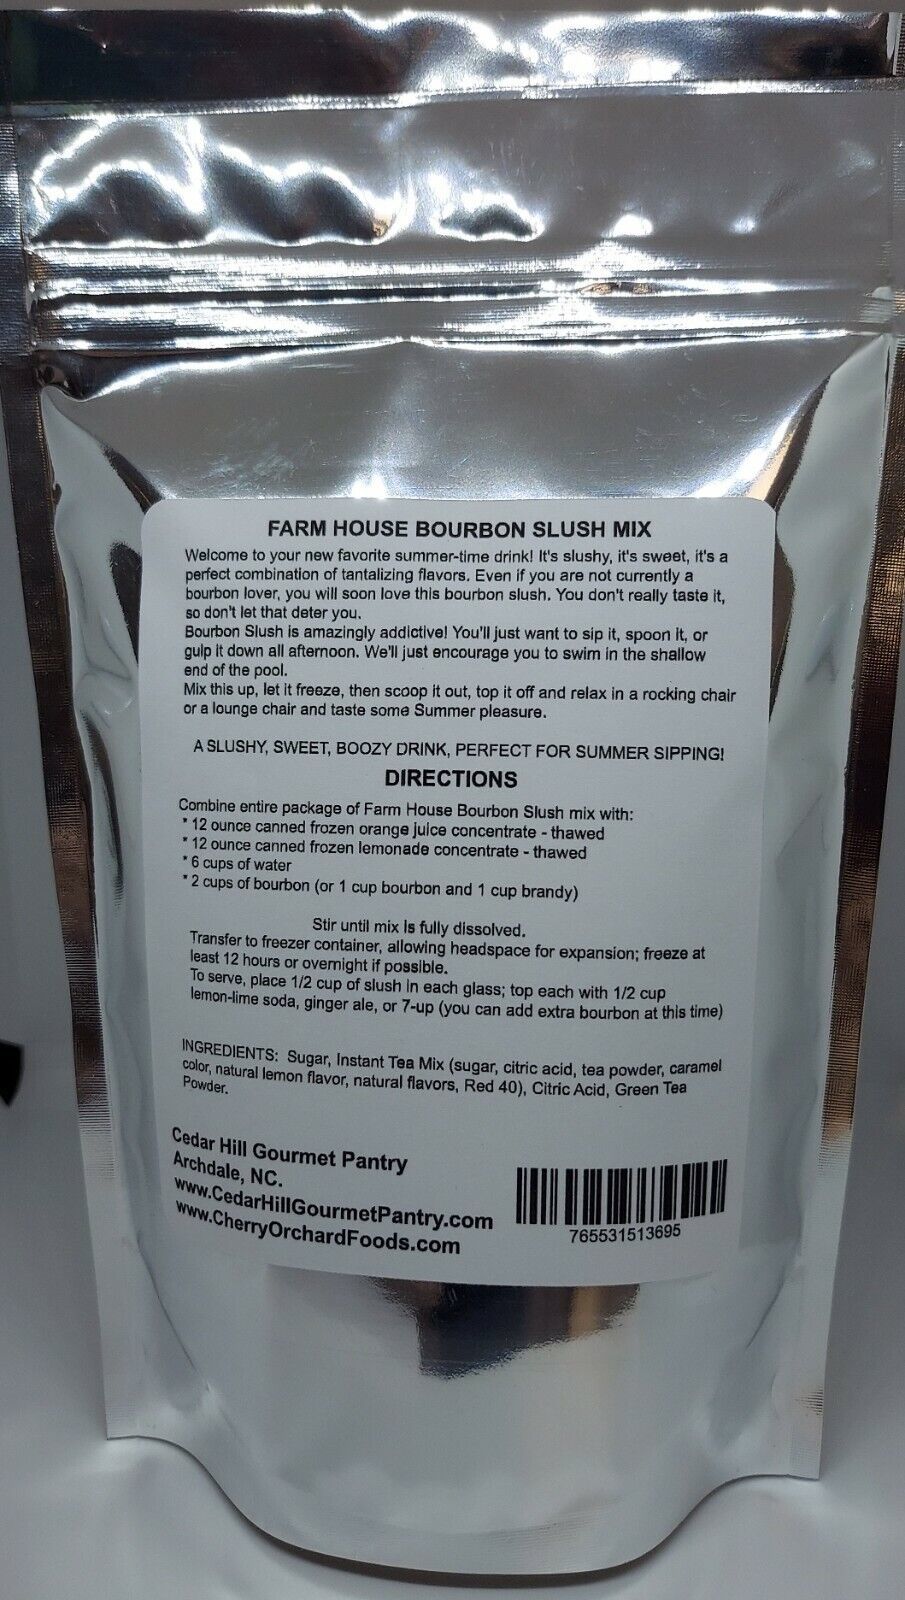 FARM HOUSE BOURBON SLUSH MIX
Welcome to your new favorite summer-time drink! It's slushy, it's sweet, it's a
perfect combination of tantalizing flavors. Even if you are not currently a
bourbon lover, you will soon love this bourbon slush. You don't really taste it,
so don't let that deter you.
Bourbon Slush is amazingly addictive! You'll just want to sip it, spoon it, or
gulp it down all afternoon. We'll just encourage you to swim in the shallow
end of the pool.
Mix this up, let it freeze, then scoop it out, top it off and relax in a rocking chair
or a lounge chair and taste some Summer pleasure.
A SLUSHY, SWEET, BOOZY DRINK, PERFECT FOR SUMMER SIPPING!
DIRECTIONS
Combine entire package of Farm House Bourbon Slush mix with:
* 12 ounce canned frozen orange juice concentrate - thawed
* 12 ounce canned frozen lemonade concentrate - thawed
* 6 cups of water
* 2 cups of bourbon (or 1 cup bourbon and 1 cup brandy)
Stir until mix is fully dissolved.
Transfer to freezer container, allowing headspace for expansion; freeze at
least 12 hours or overnight if possible.
To serve, place 1/2 cup of slush in each glass; top each with 1/2 cup
lemon-lime soda, ginger ale, or 7-up (you can add extra bourbon at this time)
INGREDIENTS: Sugar, Instant Tea Mix (sugar, citric acid, tea powder, caramel
color, natural lemon flavor, natural flavors, Red 40), Citric Acid, Green Tea
Powder.
Cedar Hill Gourmet Pantry
Archdale, NC.
www.CedarHillGourmetPantry.com
www.CherryOrchardFoods.com
765531513695